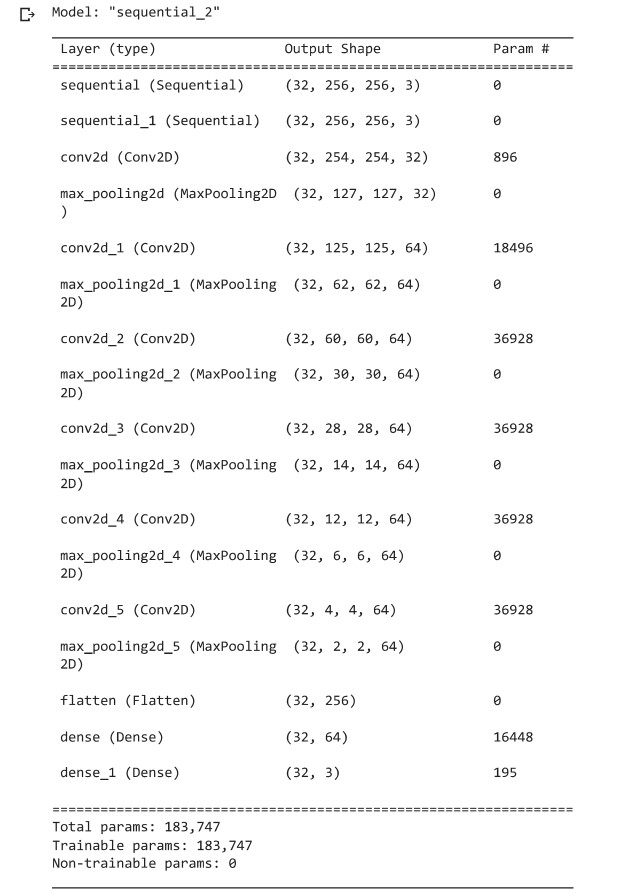 Model: "sequential_2"
Layer (type) Output Shape Param #
=================================================================
sequential (Sequential) (32, 256, 256, 3) 0
sequential_1 (Sequential) (32, 256, 256, 3) 0
conv2d (Conv2D) (32, 254, 254, 32) 896
max_pooling2d (MaxPooling2D (32, 127, 127, 32) 0
)
conv2d_1 (Conv2D) (32, 125, 125, 64) 18496
max_pooling2d_1 (MaxPooling (32, 62, 62, 64) 0
2D)
conv2d_2 (Conv2D) (32, 60, 60, 64) 36928
max_pooling2d_2 (MaxPooling (32, 30, 30, 64) 0
2D)
conv2d_3 (Conv2D) (32, 28, 28, 64) 36928
max_pooling2d_3 (MaxPooling (32, 14, 14, 64) 0
2D)
conv2d_4 (Conv2D) (32, 12, 12, 64) 36928
max_pooling2d_4 (MaxPooling (32, 6, 6, 64) 0
2D)
conv2d_5 (Conv2D) (32, 4, 4, 64) 36928
max_pooling2d_5 (MaxPooling (32, 2, 2, 64) 0
2D)
flatten (Flatten) (32, 256) 0
dense (Dense) (32, 64) 16448
dense_1 (Dense) (32, 3) 195
=================================================================
Total params: 183,747
Trainable params: 183,747
Non-trainable params: 0